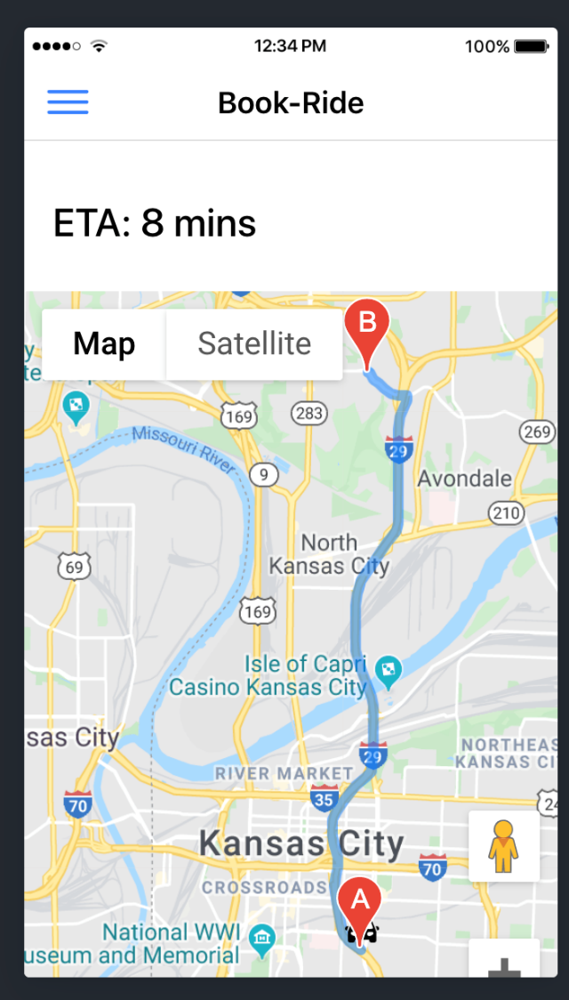 12:34 PM 100%
Book-Ride
ETA: 8 mins
Map Satellite
B
169
283
269
Missouri River
29
9
Avondale
210
North
Kansas City
69
169
Isle of Capri
Casino Kansas City
sas City
29
NORTHEAS
KANSAS CI
RIVER MARKET
70
35
24
Kansas City
70
CROSSROADS
A
National WWI
useum and Memorial